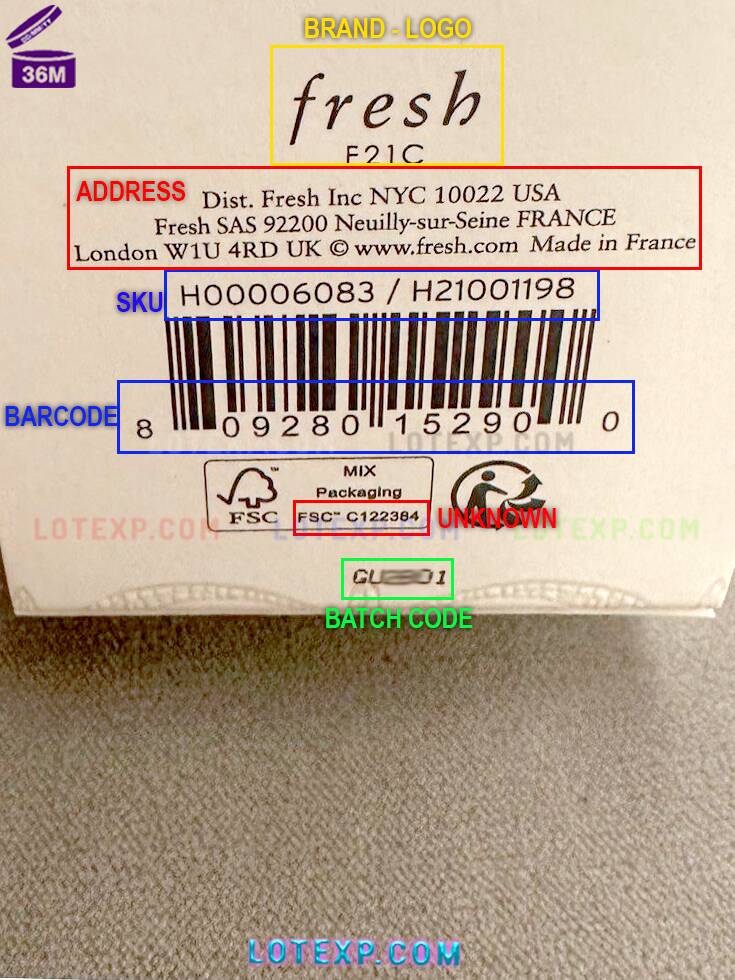 BRAND - LOGO
36M
fresh
F21C
ADDRESS
Dist. Fresh Inc NYC 10022 USA
Fresh SAS 92200 Neuilly-sur-Seine FRANCE
London W1U 4RD UK © www.fresh.com Made in France
SKU
H00006083 / H21001198
BARCODE
8 09280 15290 0
LOTEXP.COM
MIX
Packaging
FSC™ C122384
FSC
UNKNOWN
LOTEXP.COM LOTEXP.COM LOTEXP.COM
BATCH CODE
LOTEXP.COM